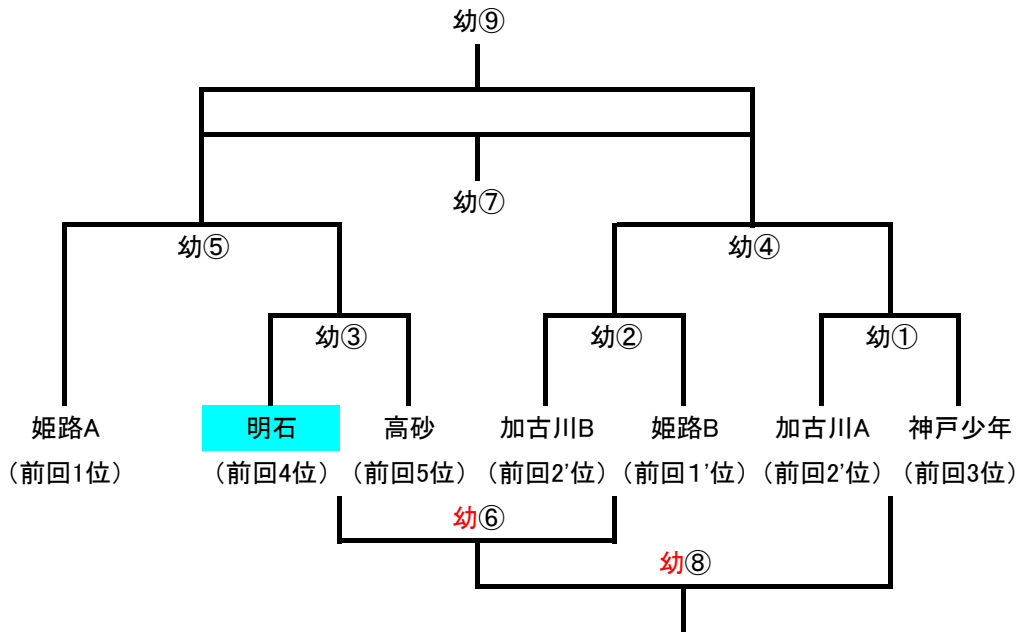 幼⑨
幼⑦
幼⑤ 幼④
幼③ 幼② 幼①
姫路A 明石 高砂 加古川B 姫路B 加古川A 神戸少年
（前回1位） （前回4位） （前回5位） （前回2'位） （前回1'位） （前回2'位） （前回3位）
幼⑥
幼⑧